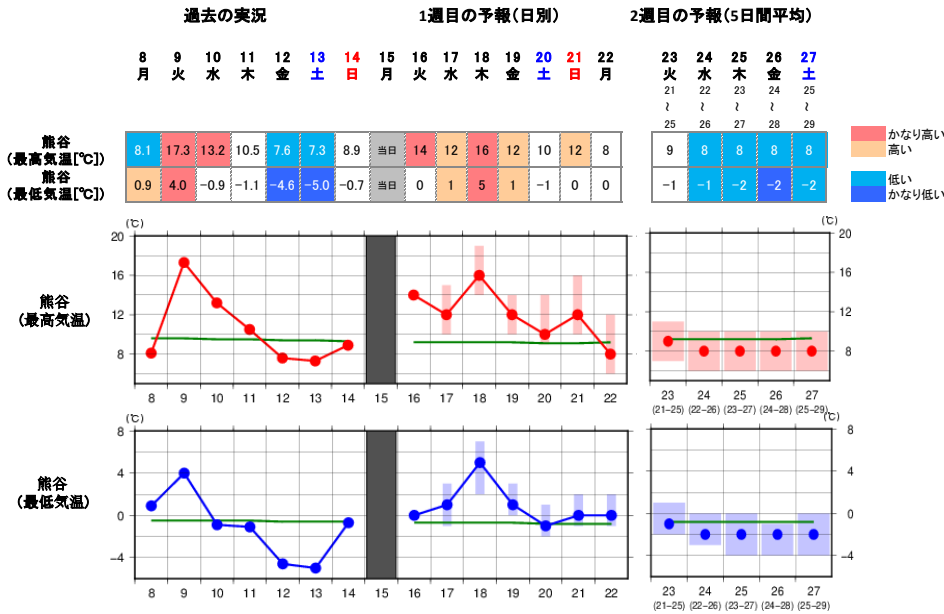 過去の実況 1週目の予報(日別) 2週目の予報(5日間平均)
8 9 10 11 12 13 14 15 16 17 18 19 20 21 22 23 24 25 26 27
月 火 水 木 金 土 日 月 火 水 木 金 土 日 月 火 水 木 金 土
21 22 23 24 25
~ ~ ~ ~ ~
25 26 27 28 29
熊谷
(最高気温[℃]) 8.1 17.3 13.2 10.5 7.6 7.3 8.9 当日 14 12 16 12 10 12 8 9 8 8 8 8
熊谷
(最低気温[℃]) 0.9 4.0 -0.9 -1.1 -4.6 -5.0 -0.7 当日 0 1 5 1 -1 0 0 -1 -1 -2 -2 -2
かなり高い
高い
低い
かなり低い
(℃) (℃)
20 20
16 16
12 12
8 8
熊谷
(最高気温)
8 9 10 11 12 13 14 15 16 17 18 19 20 21 22
23 24 25 26 27
(21-25) (22-26) (23-27) (24-28) (25-29)
(℃) (℃)
8 8
4 4
0 0
-4 -4
熊谷
(最低気温)
8 9 10 11 12 13 14 15 16 17 18 19 20 21 22
23 24 25 26 27
(21-25) (22-26) (23-27) (24-28) (25-29)